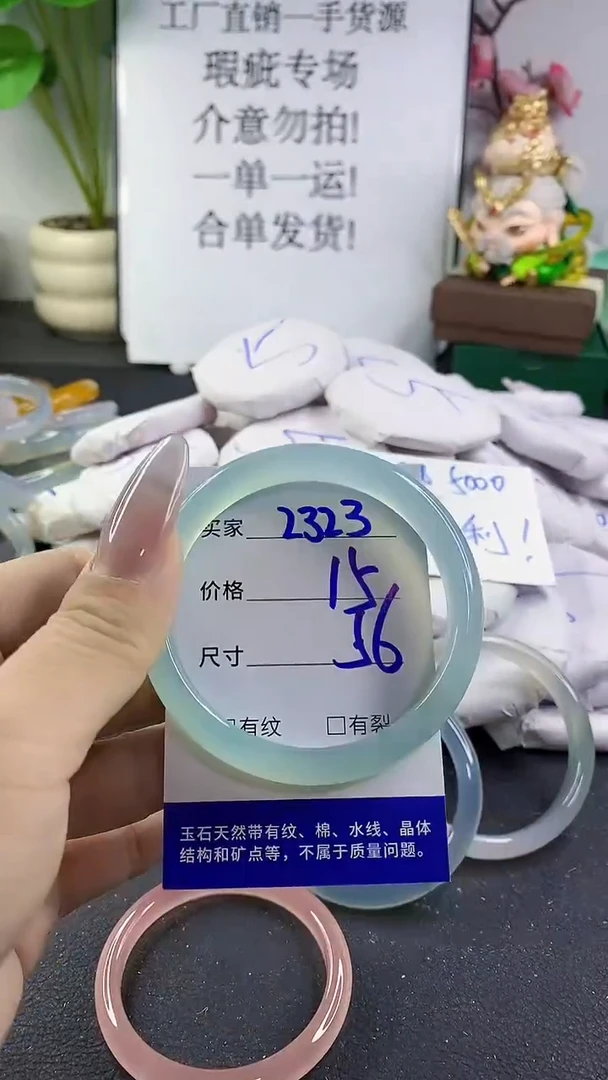 工厂直销一手货源
瑕疵专场
介意勿拍!
一单一运!
合单发货!
5000
利!
买家 2323
价格 15
尺寸 56
有纹 □有裂
玉石天然带有纹、棉、水线、晶体
结构和矿点等，不属于质量问题。